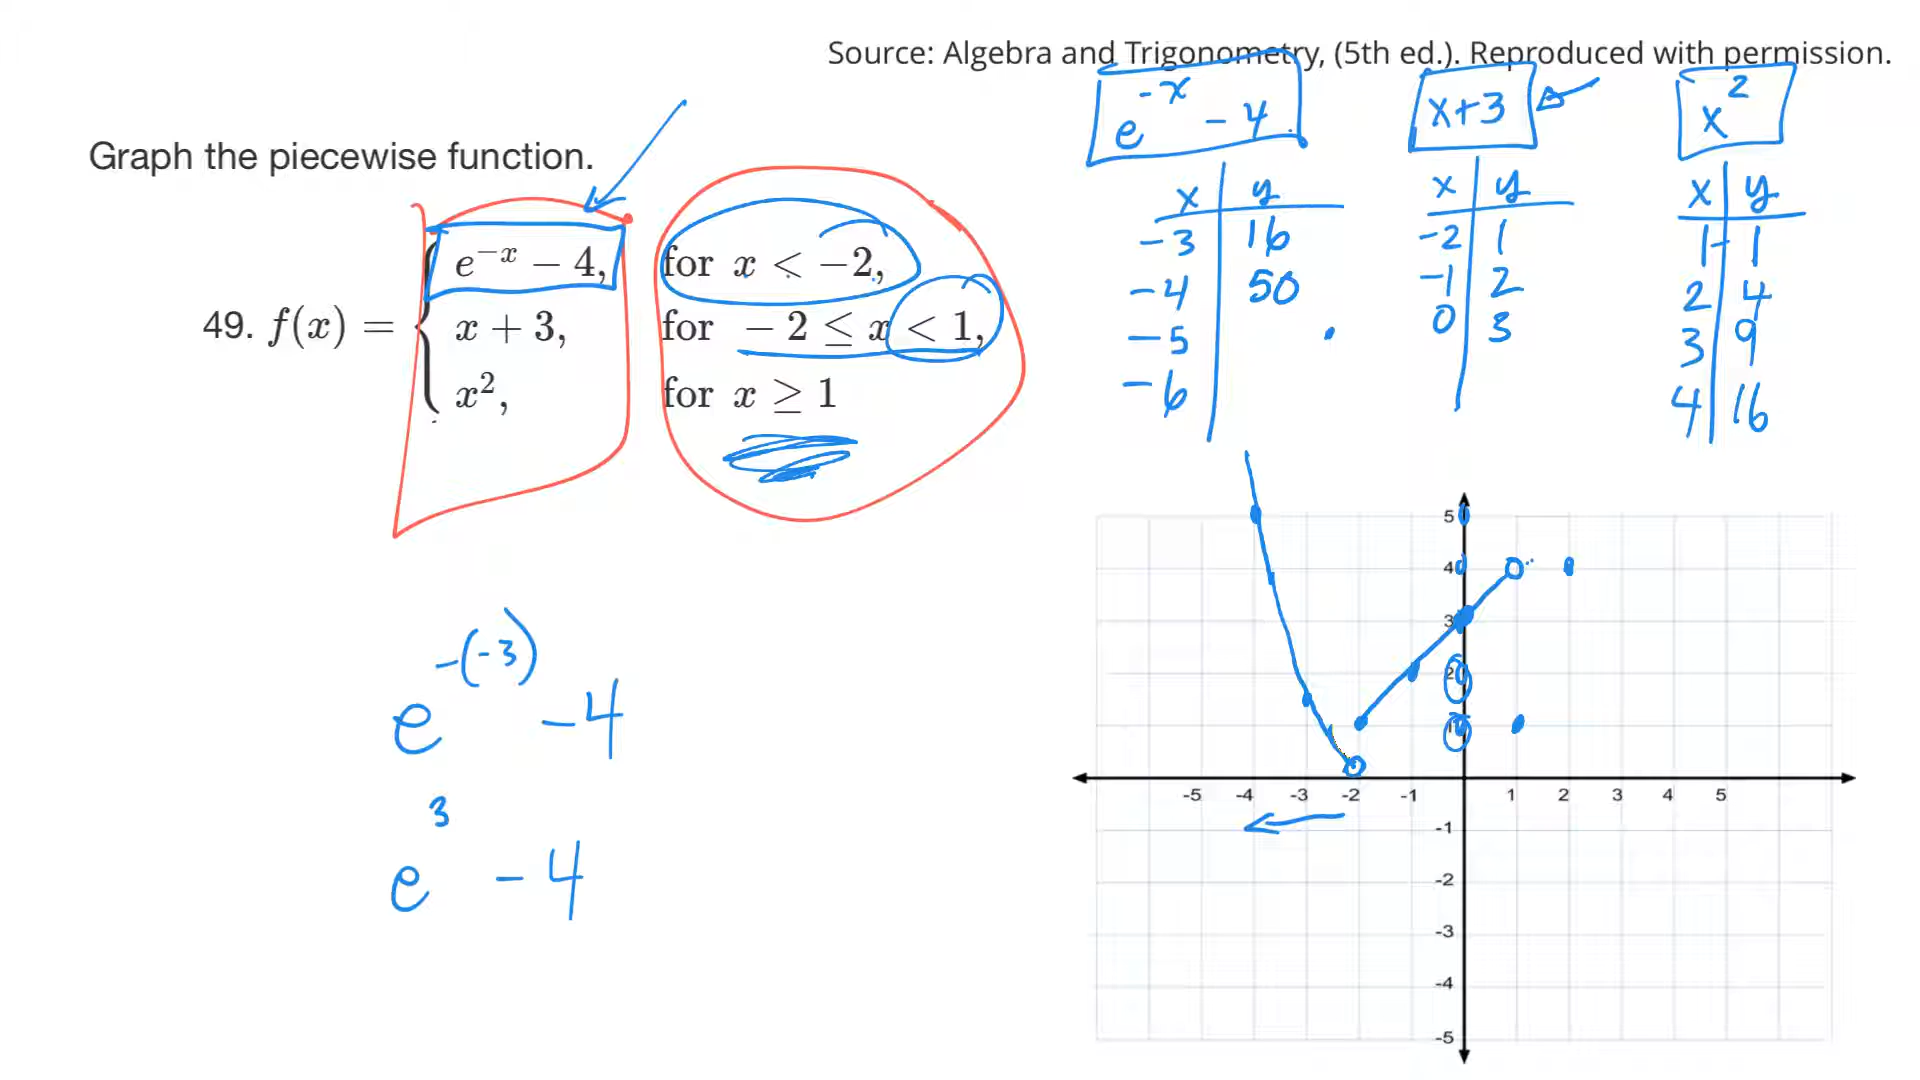 Source: Algebra and Trigonometry, (5th ed.). Reproduced with permission.
Graph the piecewise function.
49. f(x) = { e^{-x} − 4, for x < −2,
x + 3, for − 2 ≤ x < 1,
x², for x ≥ 1
e^{-x} − 4
x y
−3 16
−4 50
−5
−6
x+3
x y
−2 1
−1 2
0 3
x²
x y
1 1
2 4
3 9
4 16
e^{-(-3)} − 4
e^3 − 4
5
4
3
-5 -4 -3 -2 -1 1 2 3 4 5
-1
-2
-3
-4
-5